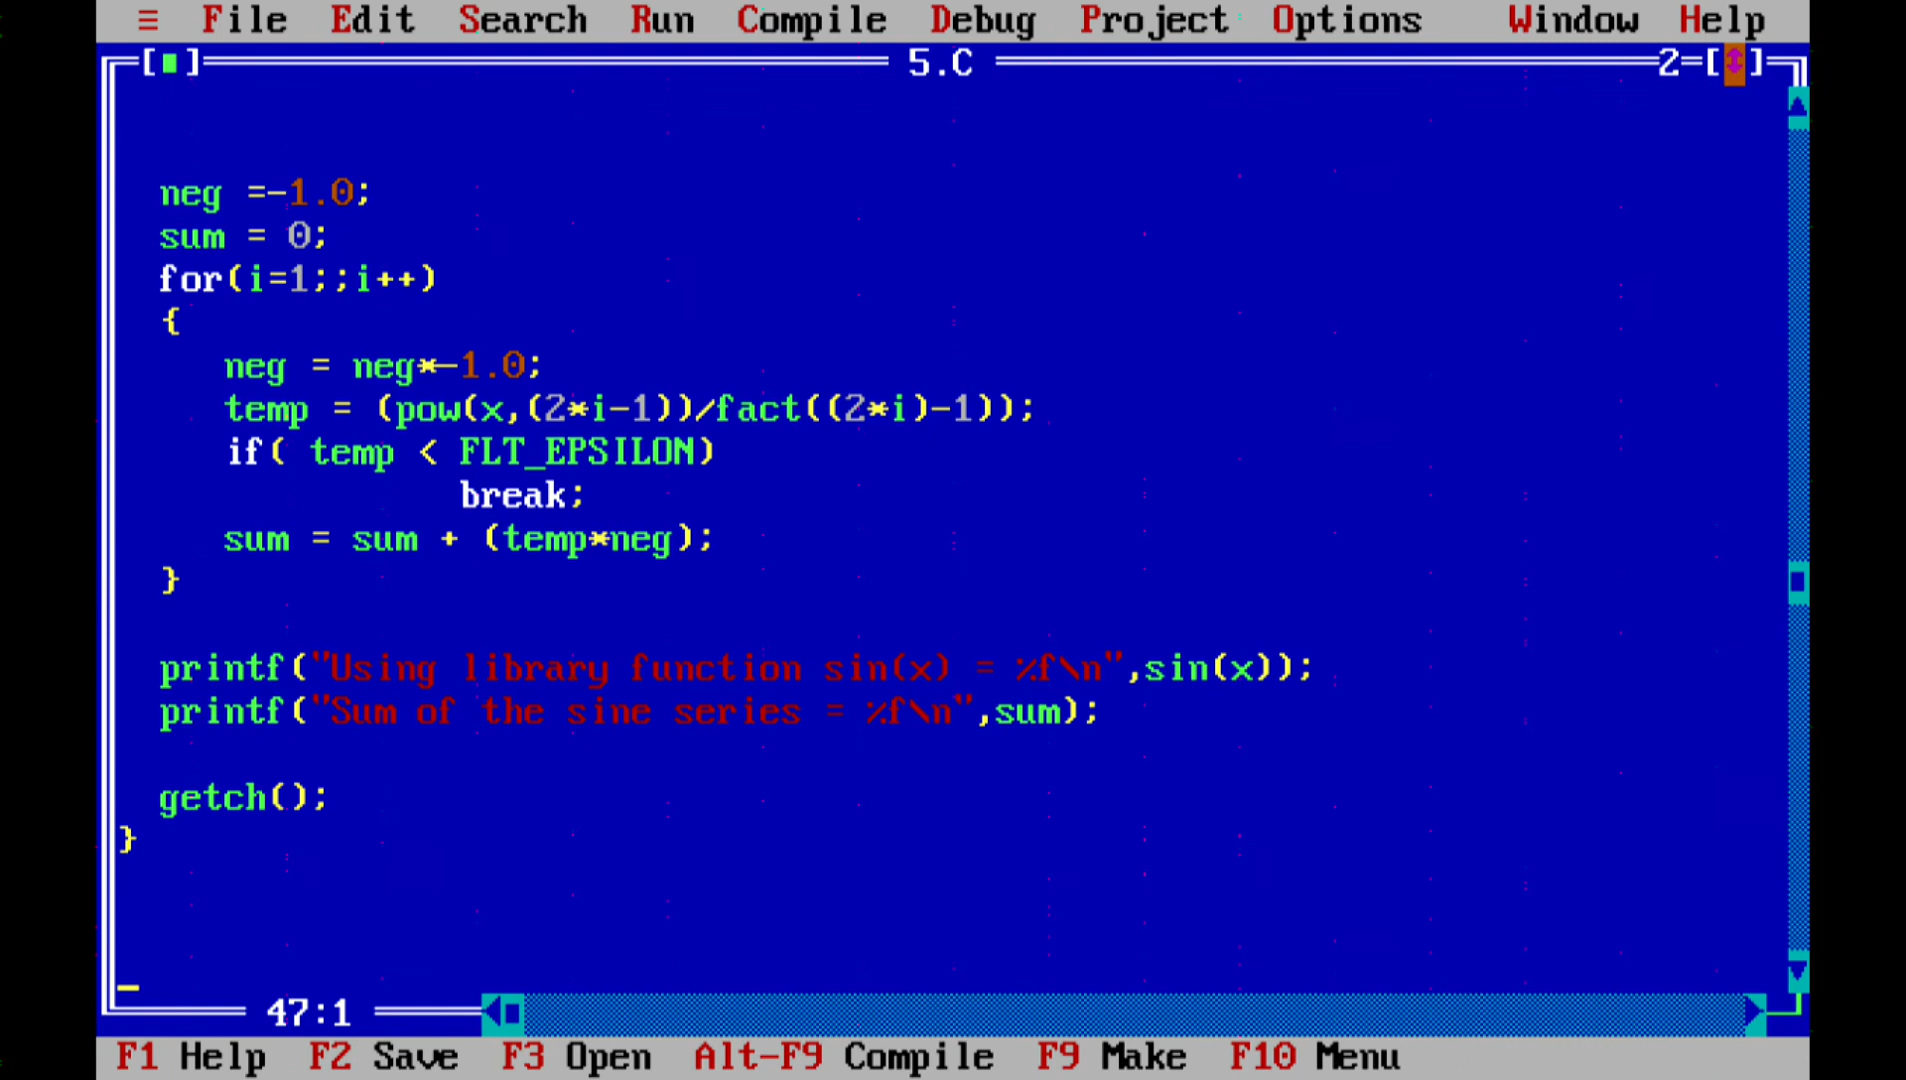 ≡ File Edit Search Run Compile Debug Project Options Window Help
[■] 5.C 2=[↕]
neg =-1.0;
sum = 0;
for(i=1;;i++)
{
neg = neg*-1.0;
temp = (pow(x,(2*i-1))/fact((2*i)-1));
if( temp < FLT_EPSILON)
break;
sum = sum + (temp*neg);
}
printf("Using library function sin(x) = %f\n",sin(x));
printf("Sum of the sine series = %f\n",sum);
getch();
}
47:1
F1 Help F2 Save F3 Open Alt-F9 Compile F9 Make F10 Menu